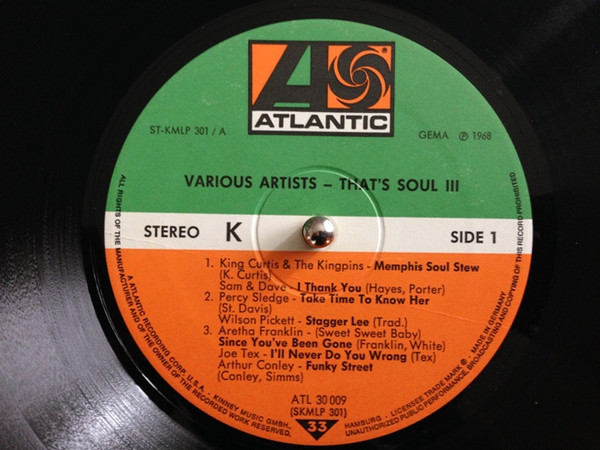 ATLANTIC
ST-KMLP 301 / A
GEMA ℗ 1968
VARIOUS ARTISTS – THAT'S SOUL III
STEREO K
SIDE 1
1. King Curtis & The Kingpins - Memphis Soul Stew
(K. Curtis)
Sam & Dave - I Thank You (Hayes, Porter)
2. Percy Sledge - Take Time To Know Her
(St. Davis)
Wilson Pickett - Stagger Lee (Trad.)
3. Aretha Franklin - (Sweet Sweet Baby)
Since You've Been Gone (Franklin, White)
Joe Tex - I'll Never Do You Wrong (Tex)
Arthur Conley - Funky Street
(Conley, Simms)
ATL 30 009
(SKMLP 301)
33
ALL RIGHTS OF THE MANUFACTURER AND OF THE OWNER OF THE RECORDED WORK RESERVED.
UNAUTHORIZED PUBLIC PERFORMANCE, BROADCASTING AND COPYING OF THIS RECORD PROHIBITED
A ATLANTIC RECORDING CORP. U.S.A. - KINNEY MUSIC GMBH.
HAMBURG - LICENSEE TRADE MARK ® - MADE IN GERMANY